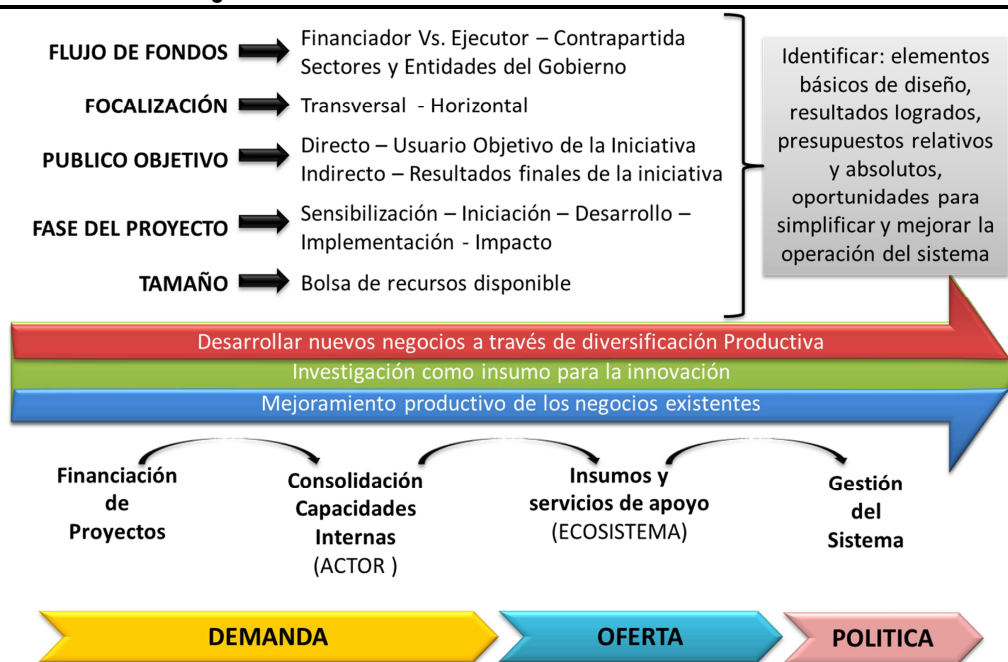 FLUJO DE FONDOS
Financiador Vs. Ejecutor – Contrapartida
Sectores y Entidades del Gobierno
FOCALIZACIÓN
Transversal - Horizontal
PUBLICO OBJETIVO
Directo – Usuario Objetivo de la Iniciativa
Indirecto – Resultados finales de la iniciativa
FASE DEL PROYECTO
Sensibilización – Iniciación – Desarrollo –
Implementación - Impacto
TAMAÑO
Bolsa de recursos disponible
Identificar: elementos
básicos de diseño,
resultados logrados,
presupuestos relativos
y absolutos,
oportunidades para
simplificar y mejorar la
operación del sistema
Desarrollar nuevos negocios a través de diversificación Productiva
Investigación como insumo para la innovación
Mejoramiento productivo de los negocios existentes
Financiación
de
Proyectos
Consolidación
Capacidades
Internas
(ACTOR )
Insumos y
servicios de apoyo
(ECOSISTEMA)
Gestión
del
Sistema
DEMANDA
OFERTA
POLITICA